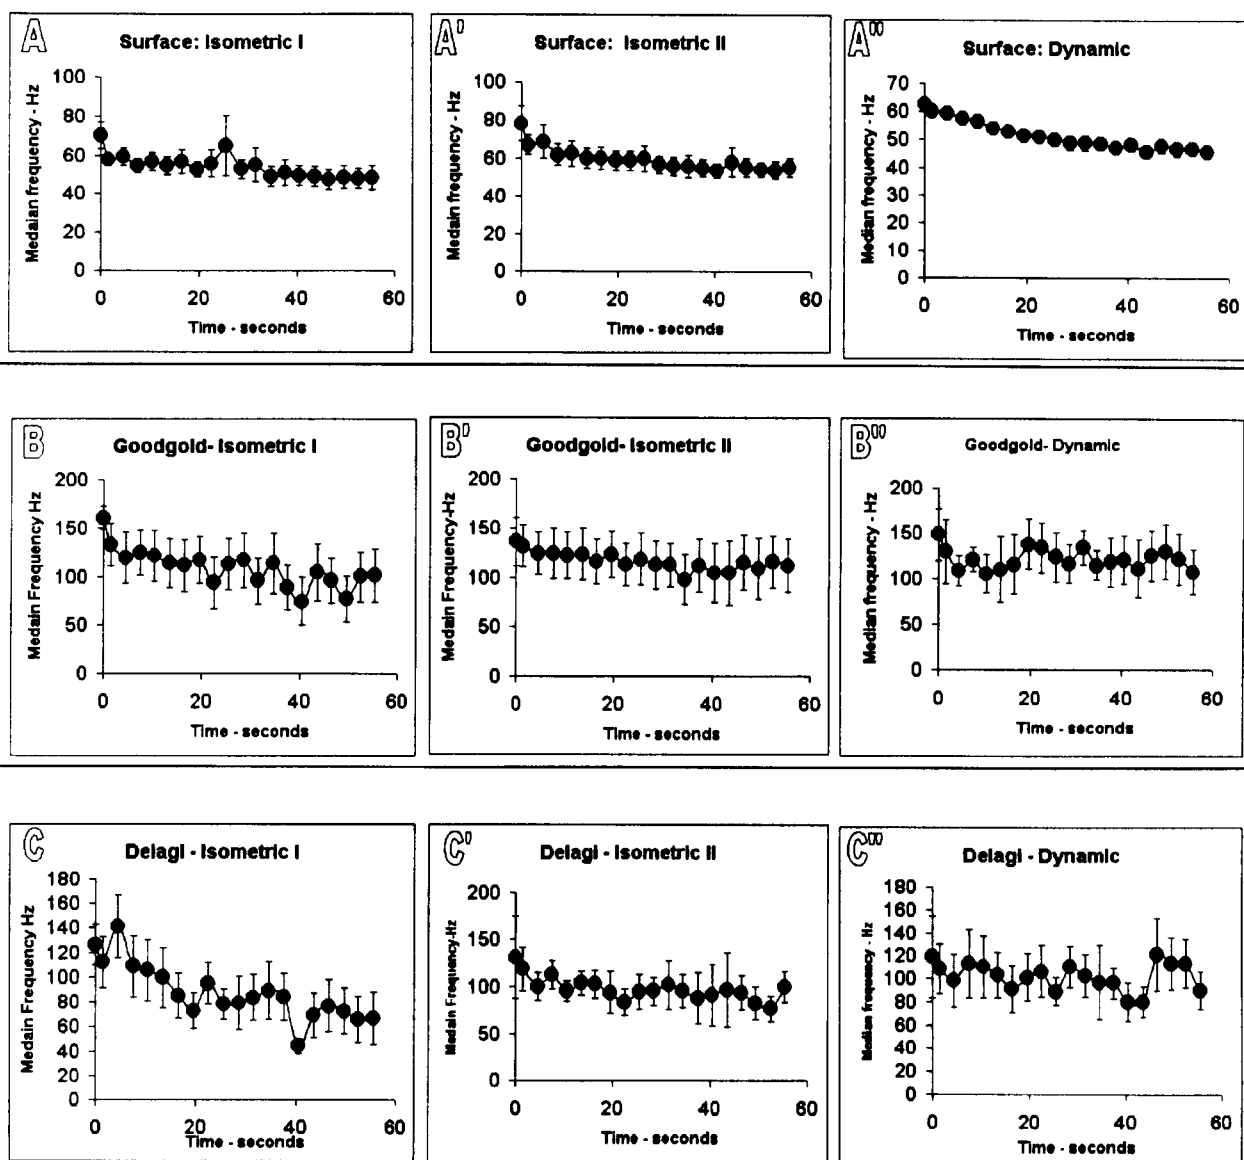 A
Surface: Isometric I
Medaian frequency - Hz
100
80
60
40
20
0
0 20 40 60
Time - seconds
A'
Surface: Isometric II
Medain frequency - Hz
100
80
60
40
20
0
0 20 40 60
Time - seconds
A"
Surface: Dynamic
Median frequency - Hz
70
60
50
40
30
20
10
0
0 20 40 60
Time - seconds
B
Goodgold- Isometric I
Medain Frequency Hz
200
150
100
50
0
0 20 40 60
Time - seconds
B'
Goodgold- Isometric II
Medain Frequency-Hz
200
150
100
50
0
0 20 40 60
Time - seconds
B"
Goodgold- Dynamic
Median frequency - Hz
200
150
100
50
0
0 20 40 60
Time - seconds
C
Delagi - Isometric I
Medain Frequency Hz
180
160
140
120
100
80
60
40
20
0
0 20 40 60
Time - seconds
C'
Delagi - Isometric II
Medain Frequency-Hz
200
150
100
50
0
0 20 40 60
Time - seconds
C"
Delagi - Dynamic
Median frequency - Hz
180
160
140
120
100
80
60
40
20
0
0 20 40 60
Time - seconds